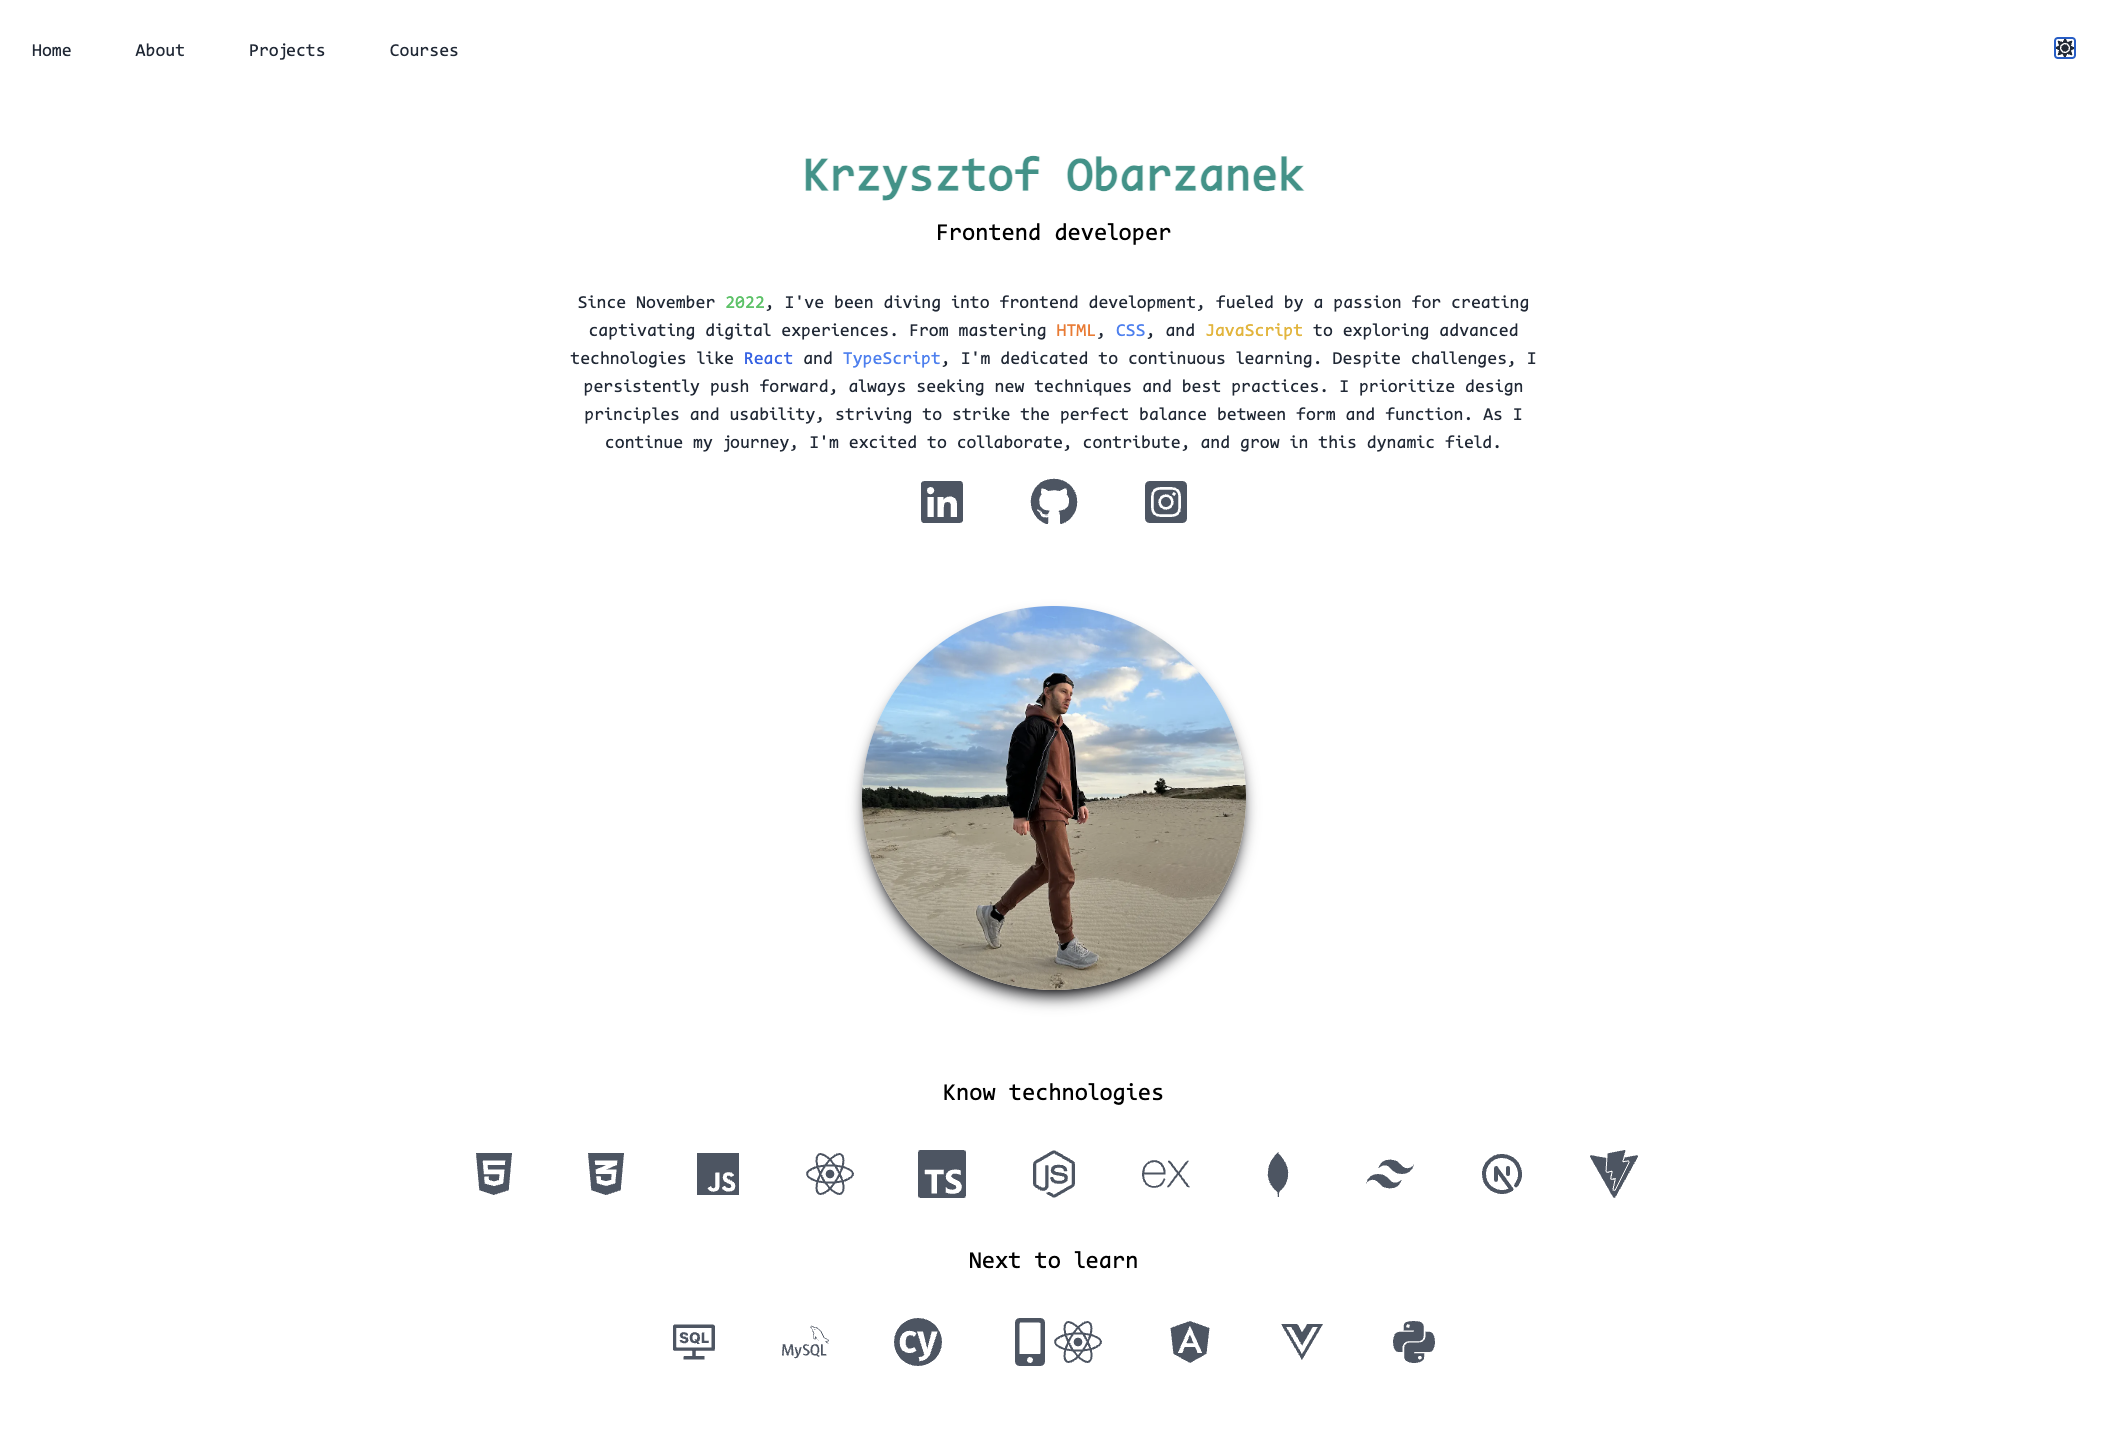 Home About Projects Courses
Krzysztof Obarzanek
Frontend developer
Since November 2022, I've been diving into frontend development, fueled by a passion for creating
captivating digital experiences. From mastering HTML, CSS, and JavaScript to exploring advanced
technologies like React and TypeScript, I'm dedicated to continuous learning. Despite challenges, I
persistently push forward, always seeking new techniques and best practices. I prioritize design
principles and usability, striving to strike the perfect balance between form and function. As I
continue my journey, I'm excited to collaborate, contribute, and grow in this dynamic field.
in
Know technologies
5 3 JS TS JS ex N
Next to learn
SQL MySQL cy A